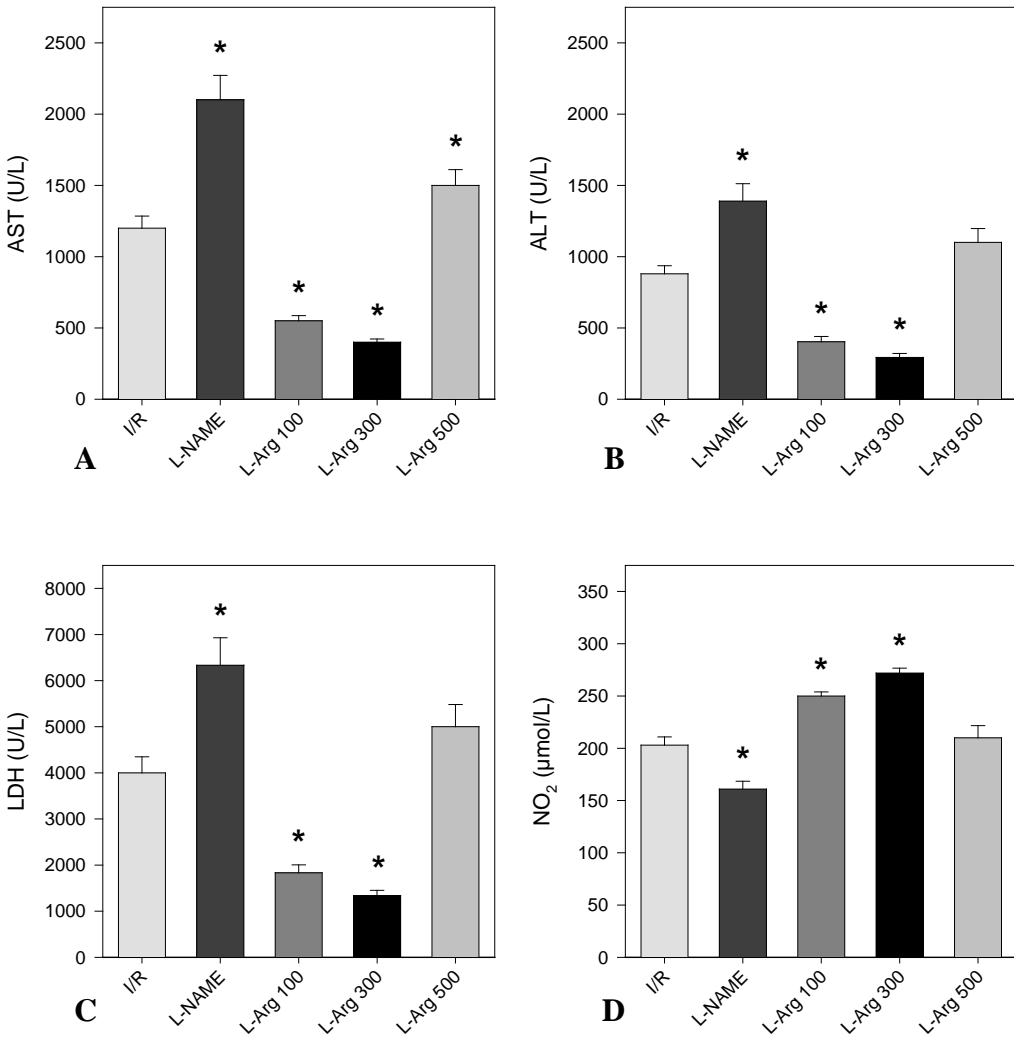 AST (U/L)
2500
2000
1500
1000
500
0
*
*
*
*
I/R
L-NAME
L-Arg 100
L-Arg 300
L-Arg 500
A
ALT (U/L)
2500
2000
1500
1000
500
0
*
*
*
I/R
L-NAME
L-Arg 100
L-Arg 300
L-Arg 500
B
LDH (U/L)
8000
7000
6000
5000
4000
3000
2000
1000
0
*
*
*
I/R
L-NAME
L-Arg 100
L-Arg 300
L-Arg 500
C
NO₂ (µmol/L)
350
300
250
200
150
100
50
0
*
*
*
I/R
L-NAME
L-Arg 100
L-Arg 300
L-Arg 500
D